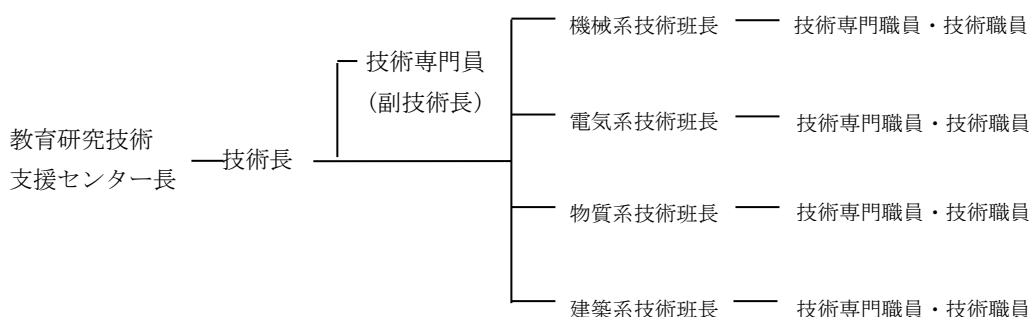 機械系技術班長 技術専門職員・技術職員
技術専門員
(副技術長)
電気系技術班長 技術専門職員・技術職員
教育研究技術
支援センター長
技術長
物質系技術班長 技術専門職員・技術職員
建築系技術班長 技術専門職員・技術職員